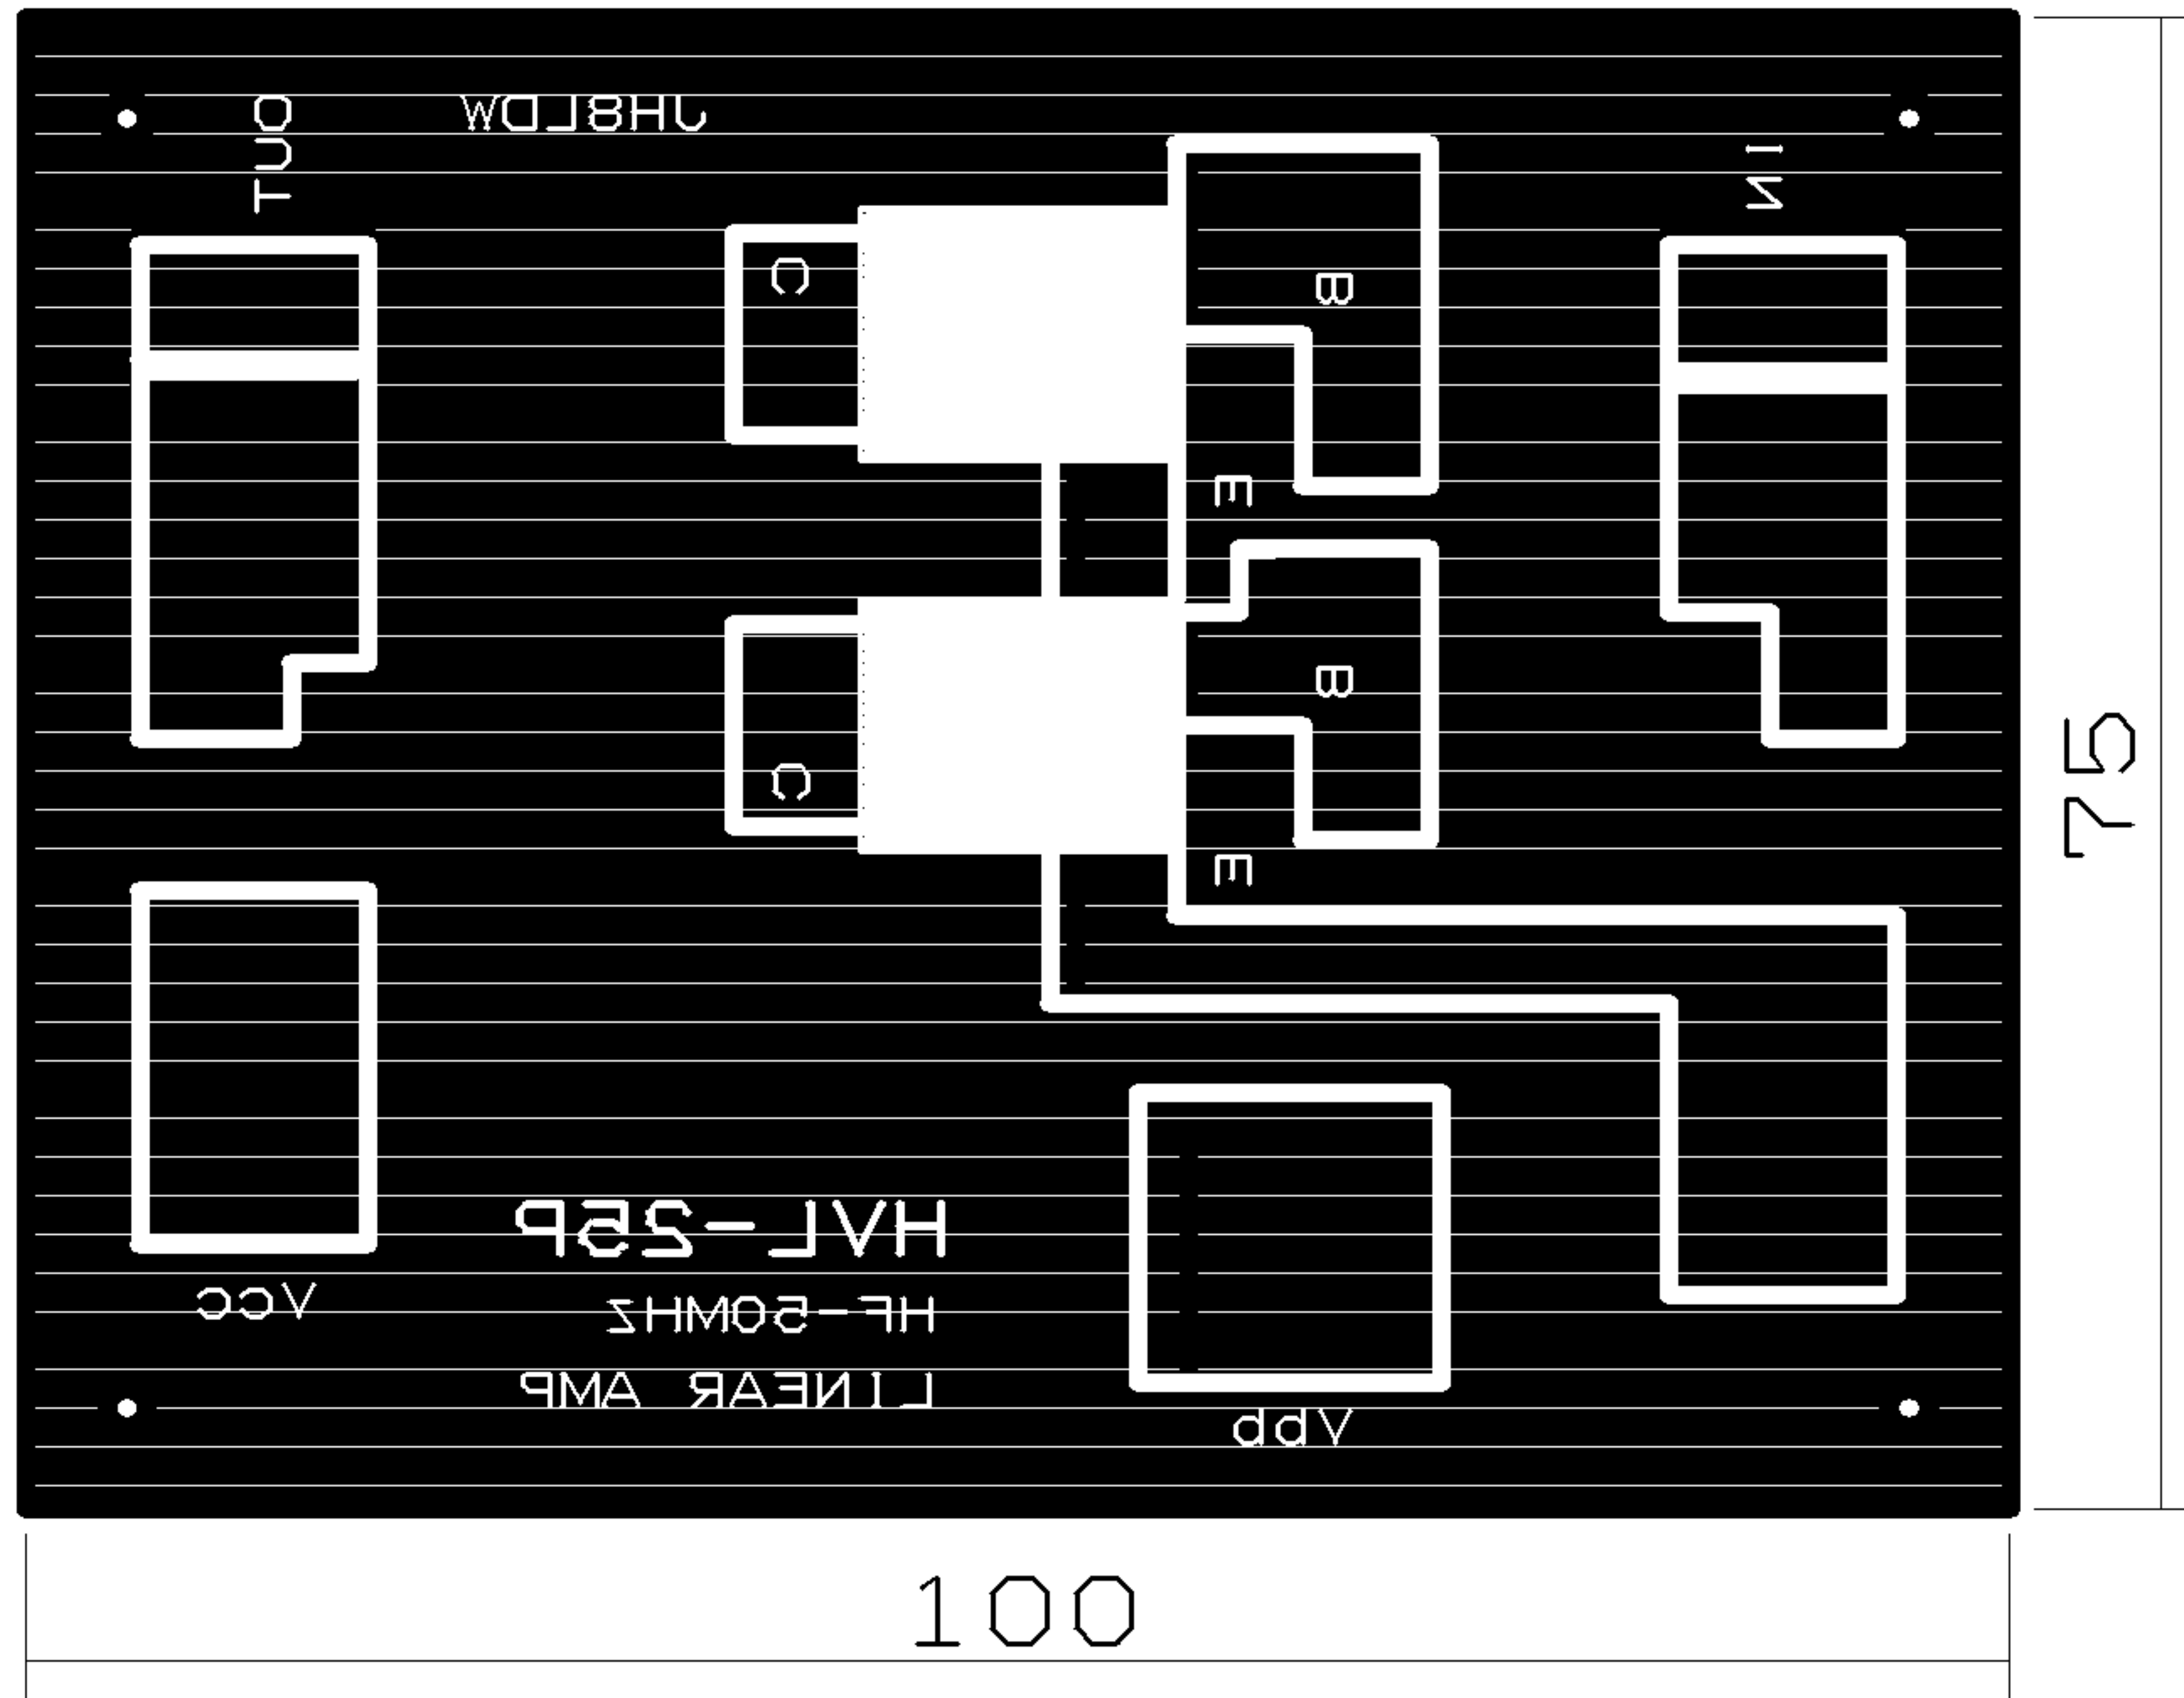 JH8LDW
OUT
IN
C
B
E
B
C
E
75
HVL-25P
Vcc
HF-50MHZ
LINEAR AMP
Vbb
100